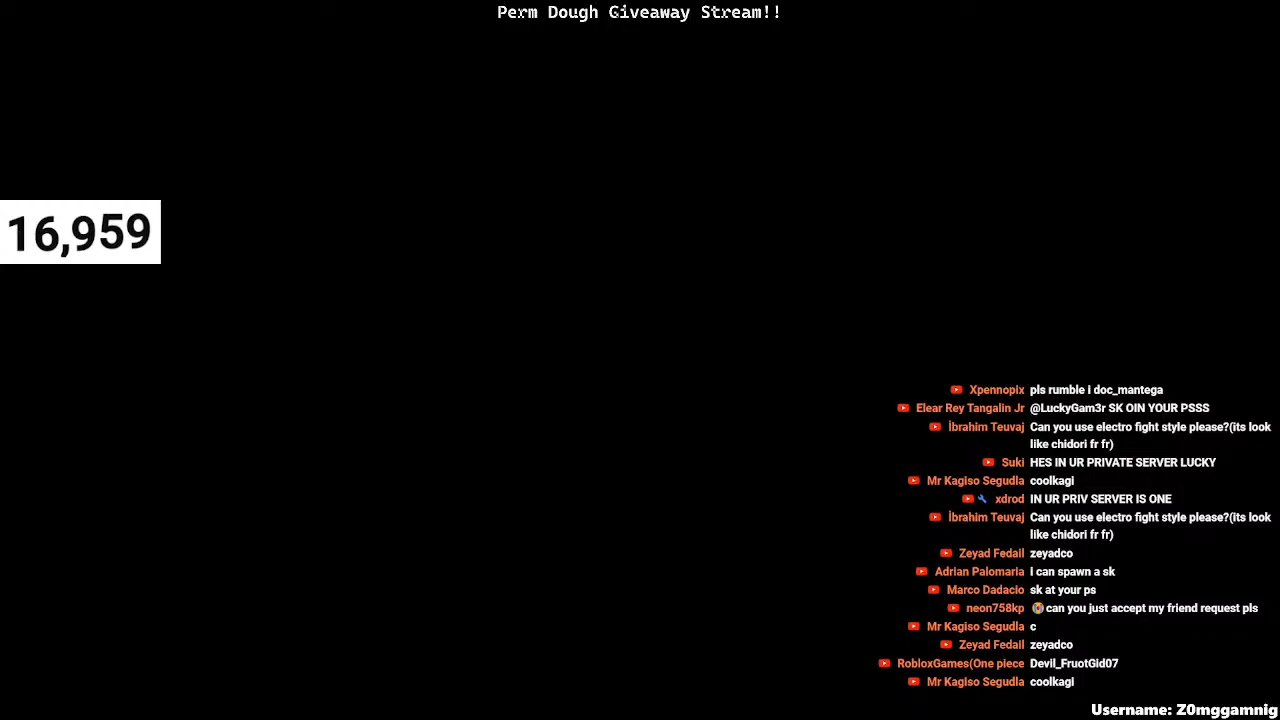 Perm Dough Giveaway Stream!!
16,959
Xpennopix pls rumble i doc_mantega
Elear Rey Tangalin Jr @LuckyGam3r SK OIN YOUR PSSS
İbrahim Teuvaj Can you use electro fight style please?(its look
like chidori fr fr)
Suki HES IN UR PRIVATE SERVER LUCKY
Mr Kagiso Segudla coolkagi
xdrod IN UR PRIV SERVER IS ONE
İbrahim Teuvaj Can you use electro fight style please?(its look
like chidori fr fr)
Zeyad Fedail zeyadco
Adrian Palomaria i can spawn a sk
Marco Dadacio sk at your ps
neon758kp can you just accept my friend request pls
Mr Kagiso Segudla c
Zeyad Fedail zeyadco
RobloxGames(One piece Devil_FruotGid07
Mr Kagiso Segudla coolkagi
Username: Z0mggamnig